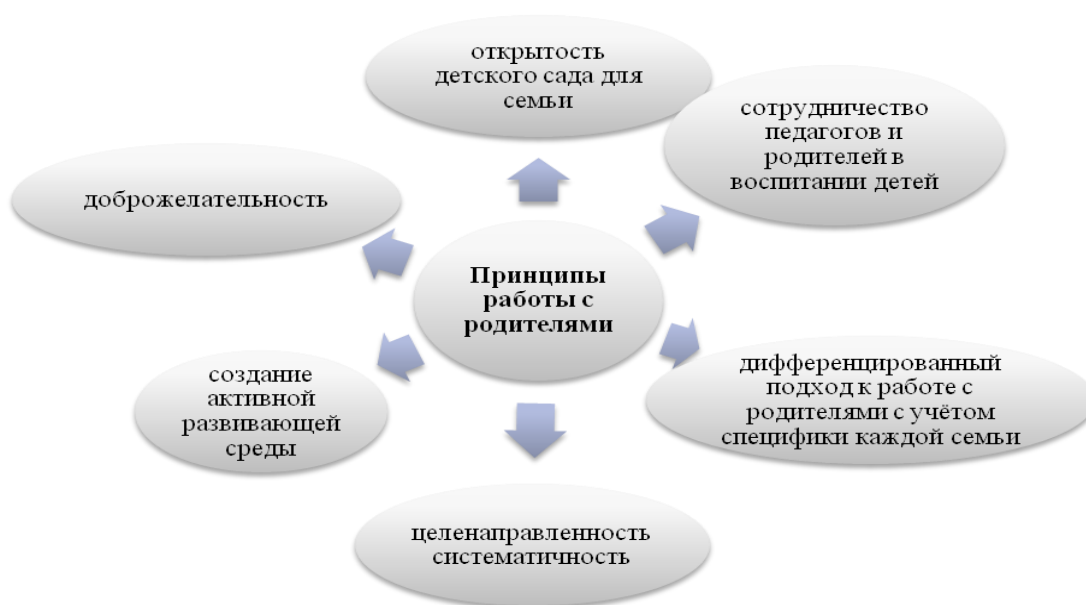 открытость
детского сада для
семьи
сотрудничество
педагогов и
родителей в
воспитании детей
доброжелательность
Принципы
работы с
родителями
создание
активной
развивающей
среды
дифференцированный
подход к работе с
родителями с учётом
специфики каждой семьи
целенаправленность
систематичность